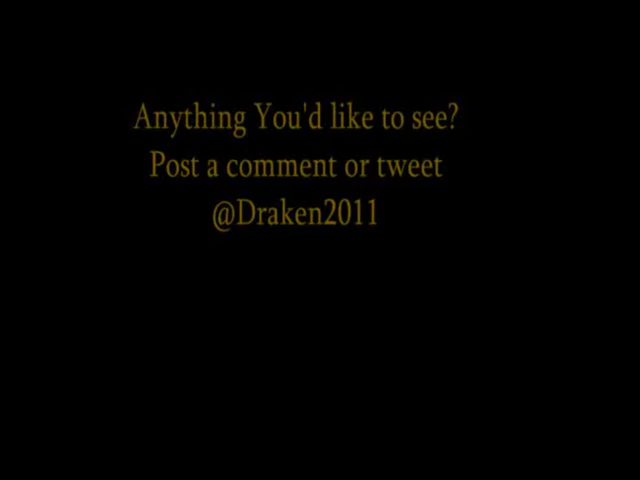 Anything You'd like to see?
Post a comment or tweet
@Draken2011